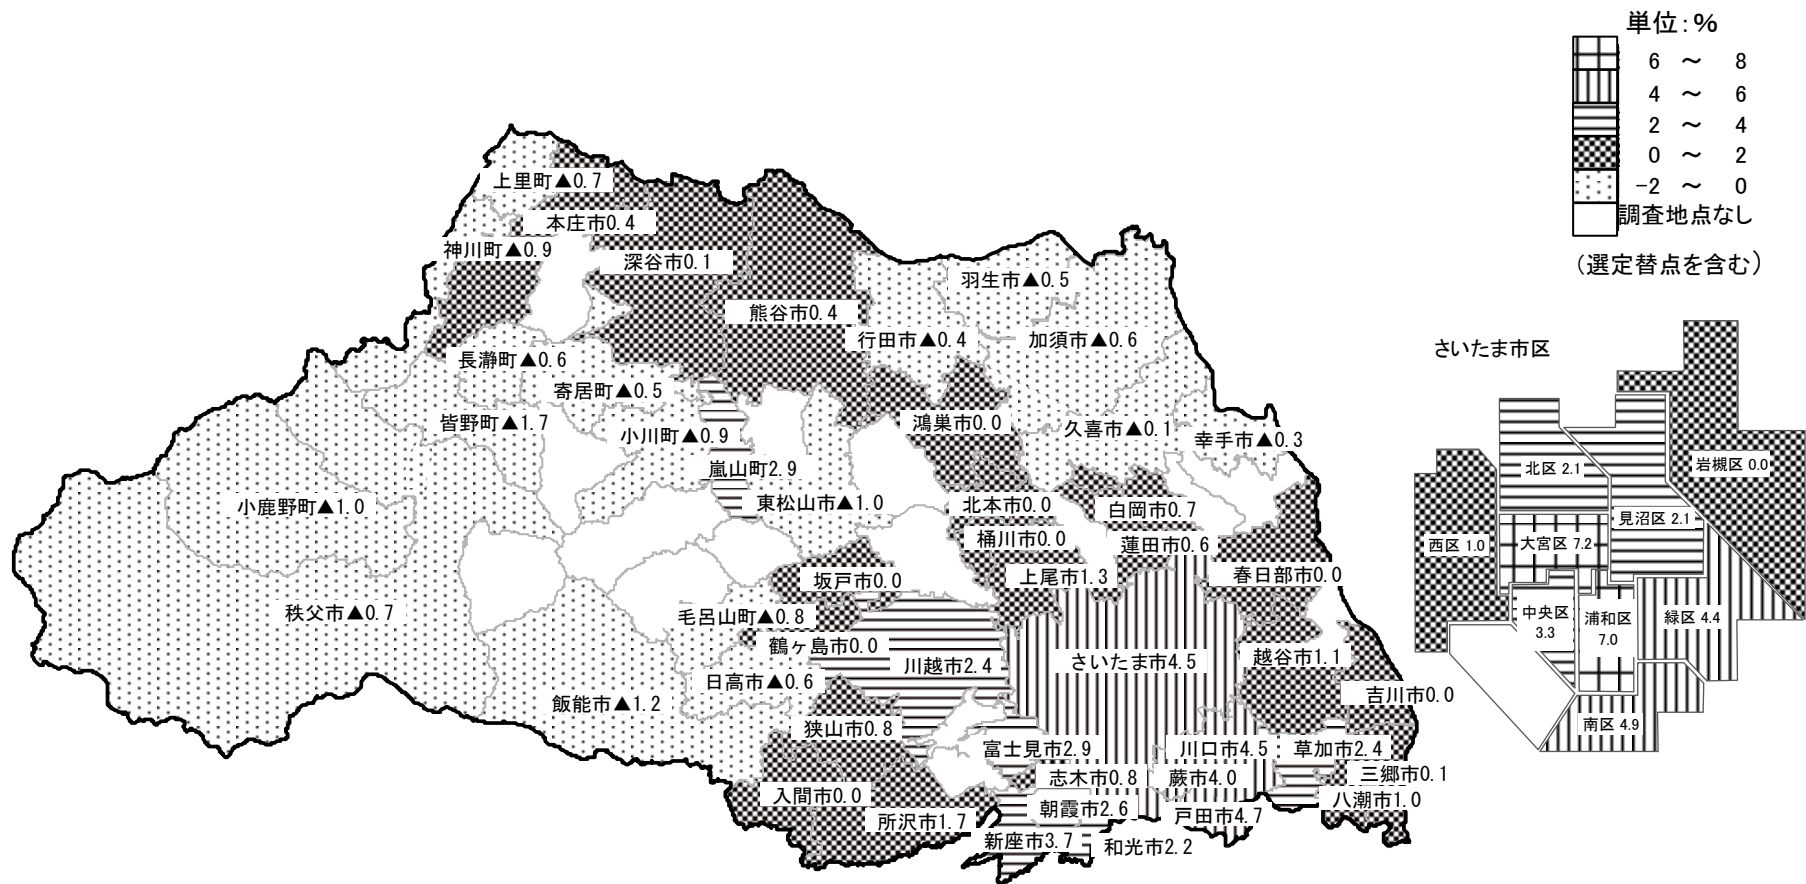 単位:%
6 ～ 8
4 ～ 6
2 ～ 4
0 ～ 2
-2 ～ 0
調査地点なし
(選定替点を含む)
上里町▲0.7
本庄市0.4
神川町▲0.9
深谷市0.1
熊谷市0.4
羽生市▲0.5
行田市▲0.4
加須市▲0.6
長瀞町▲0.6
寄居町▲0.5
皆野町▲1.7
小川町▲0.9
鴻巣市0.0
久喜市▲0.1
幸手市▲0.3
嵐山町2.9
小鹿野町▲1.0
東松山市▲1.0
北本市0.0
白岡市0.7
桶川市0.0
蓮田市0.6
坂戸市0.0
上尾市1.3
春日部市0.0
秩父市▲0.7
毛呂山町▲0.8
鶴ヶ島市0.0
川越市2.4
さいたま市4.5
越谷市1.1
日高市▲0.6
吉川市0.0
飯能市▲1.2
狭山市0.8
富士見市2.9
川口市4.5
草加市2.4
志木市0.8
蕨市4.0
三郷市0.1
入間市0.0
朝霞市2.6
八潮市1.0
所沢市1.7
戸田市4.7
新座市3.7
和光市2.2
さいたま市区
岩槻区 0.0
北区 2.1
見沼区 2.1
西区 1.0
大宮区 7.2
中央区
3.3
浦和区
7.0
緑区 4.4
南区 4.9